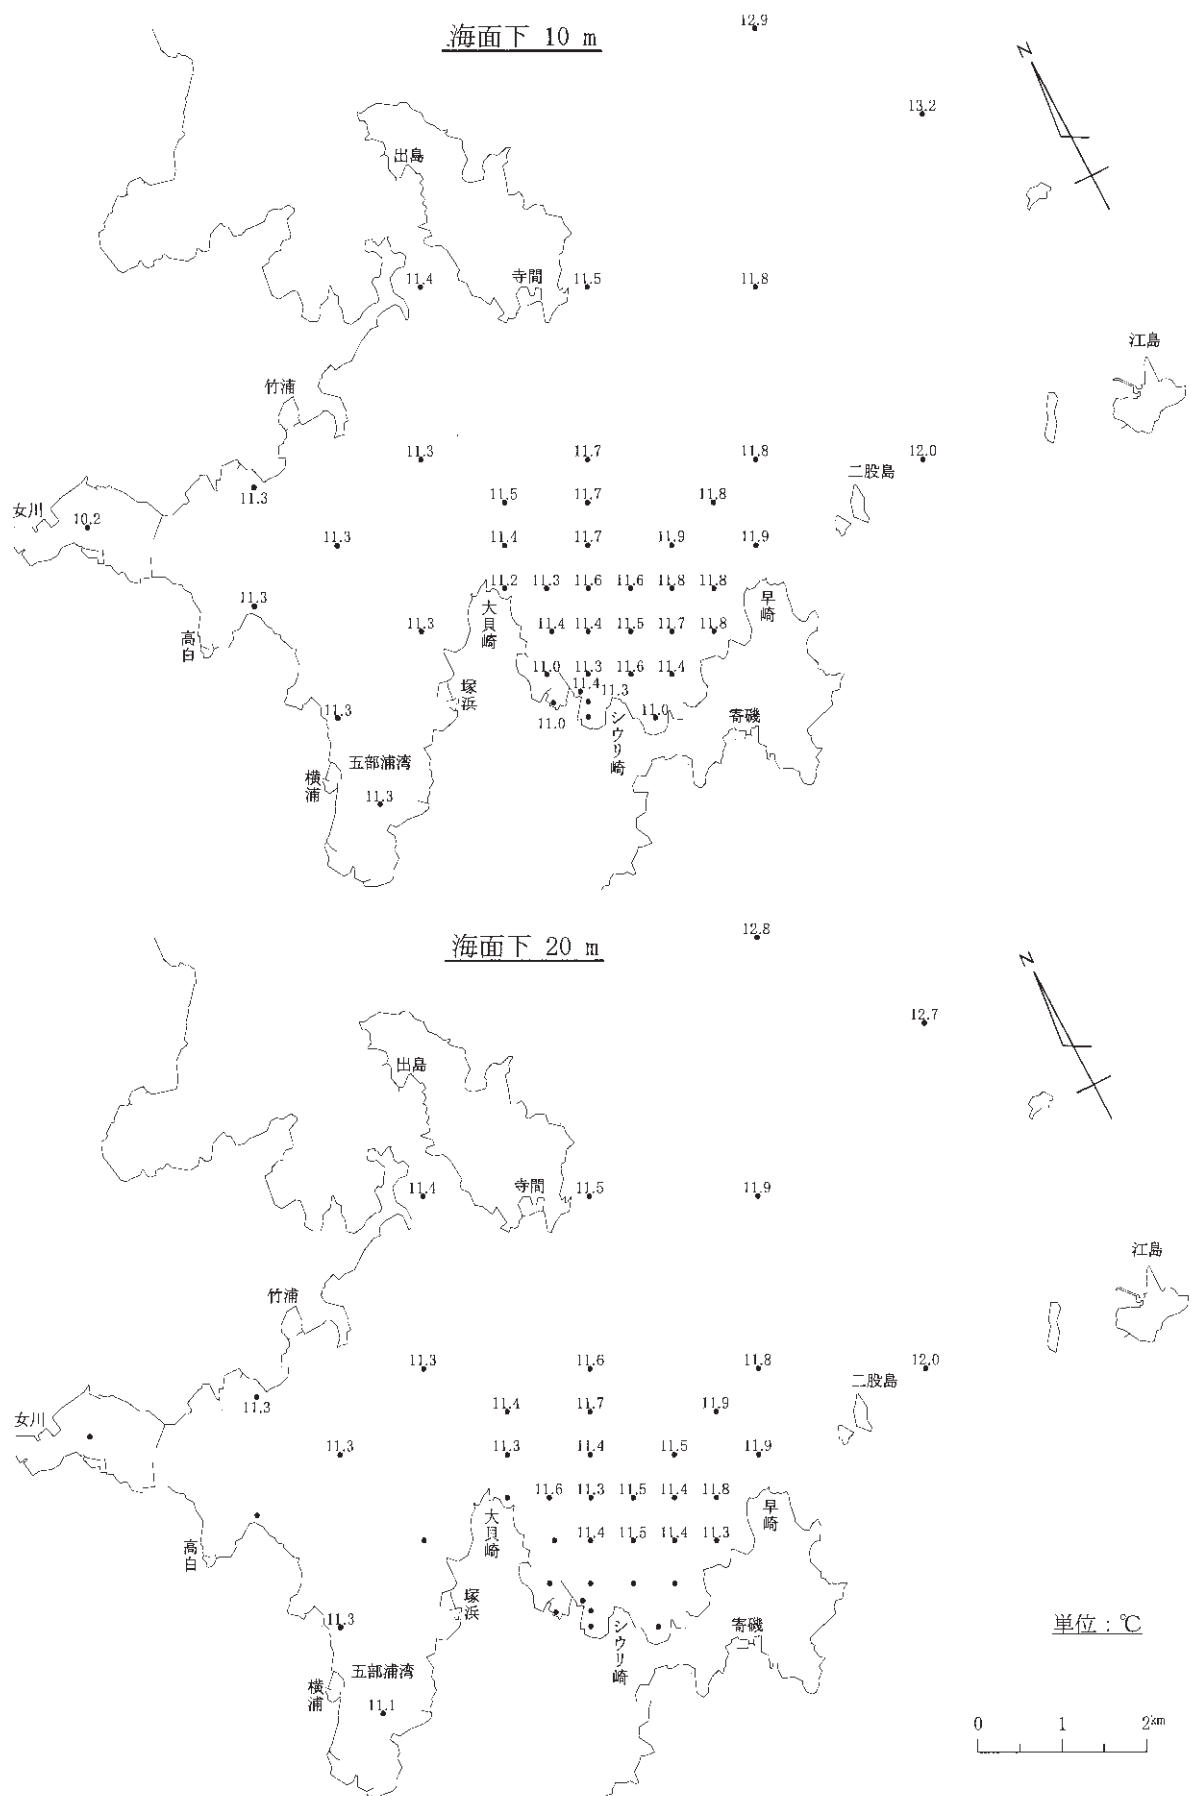 海面下 10 m
12.9
N
13.2
出島
11.4
寺間
11.5
11.8
江島
竹浦
11.3
11.7
11.8
12.0
二股島
女川
10.2
11.3
11.5
11.7
11.8
11.3
11.4
11.7
11.9
11.9
11.2
11.3
11.6
11.6
11.8
11.8
11.3
大貝崎
早崎
高白
11.3
11.4
11.4
11.5
11.7
11.8
11.0
11.3
11.6
11.4
塚浜
11.4
11.3
11.0
11.0
11.3
シウリ崎
寄磯
五部浦湾
横浦
11.3
海面下 20 m
12.8
N
12.7
出島
11.4
寺間
11.5
11.9
江島
竹浦
11.3
11.6
11.8
12.0
二股島
女川
11.3
11.4
11.7
11.9
11.3
11.3
11.4
11.5
11.9
11.6
11.3
11.5
11.4
11.8
大貝崎
早崎
11.4
11.5
11.4
11.3
高白
塚浜
シウリ崎
寄磯
単位：℃
11.3
五部浦湾
横浦
11.1
0 1 2km